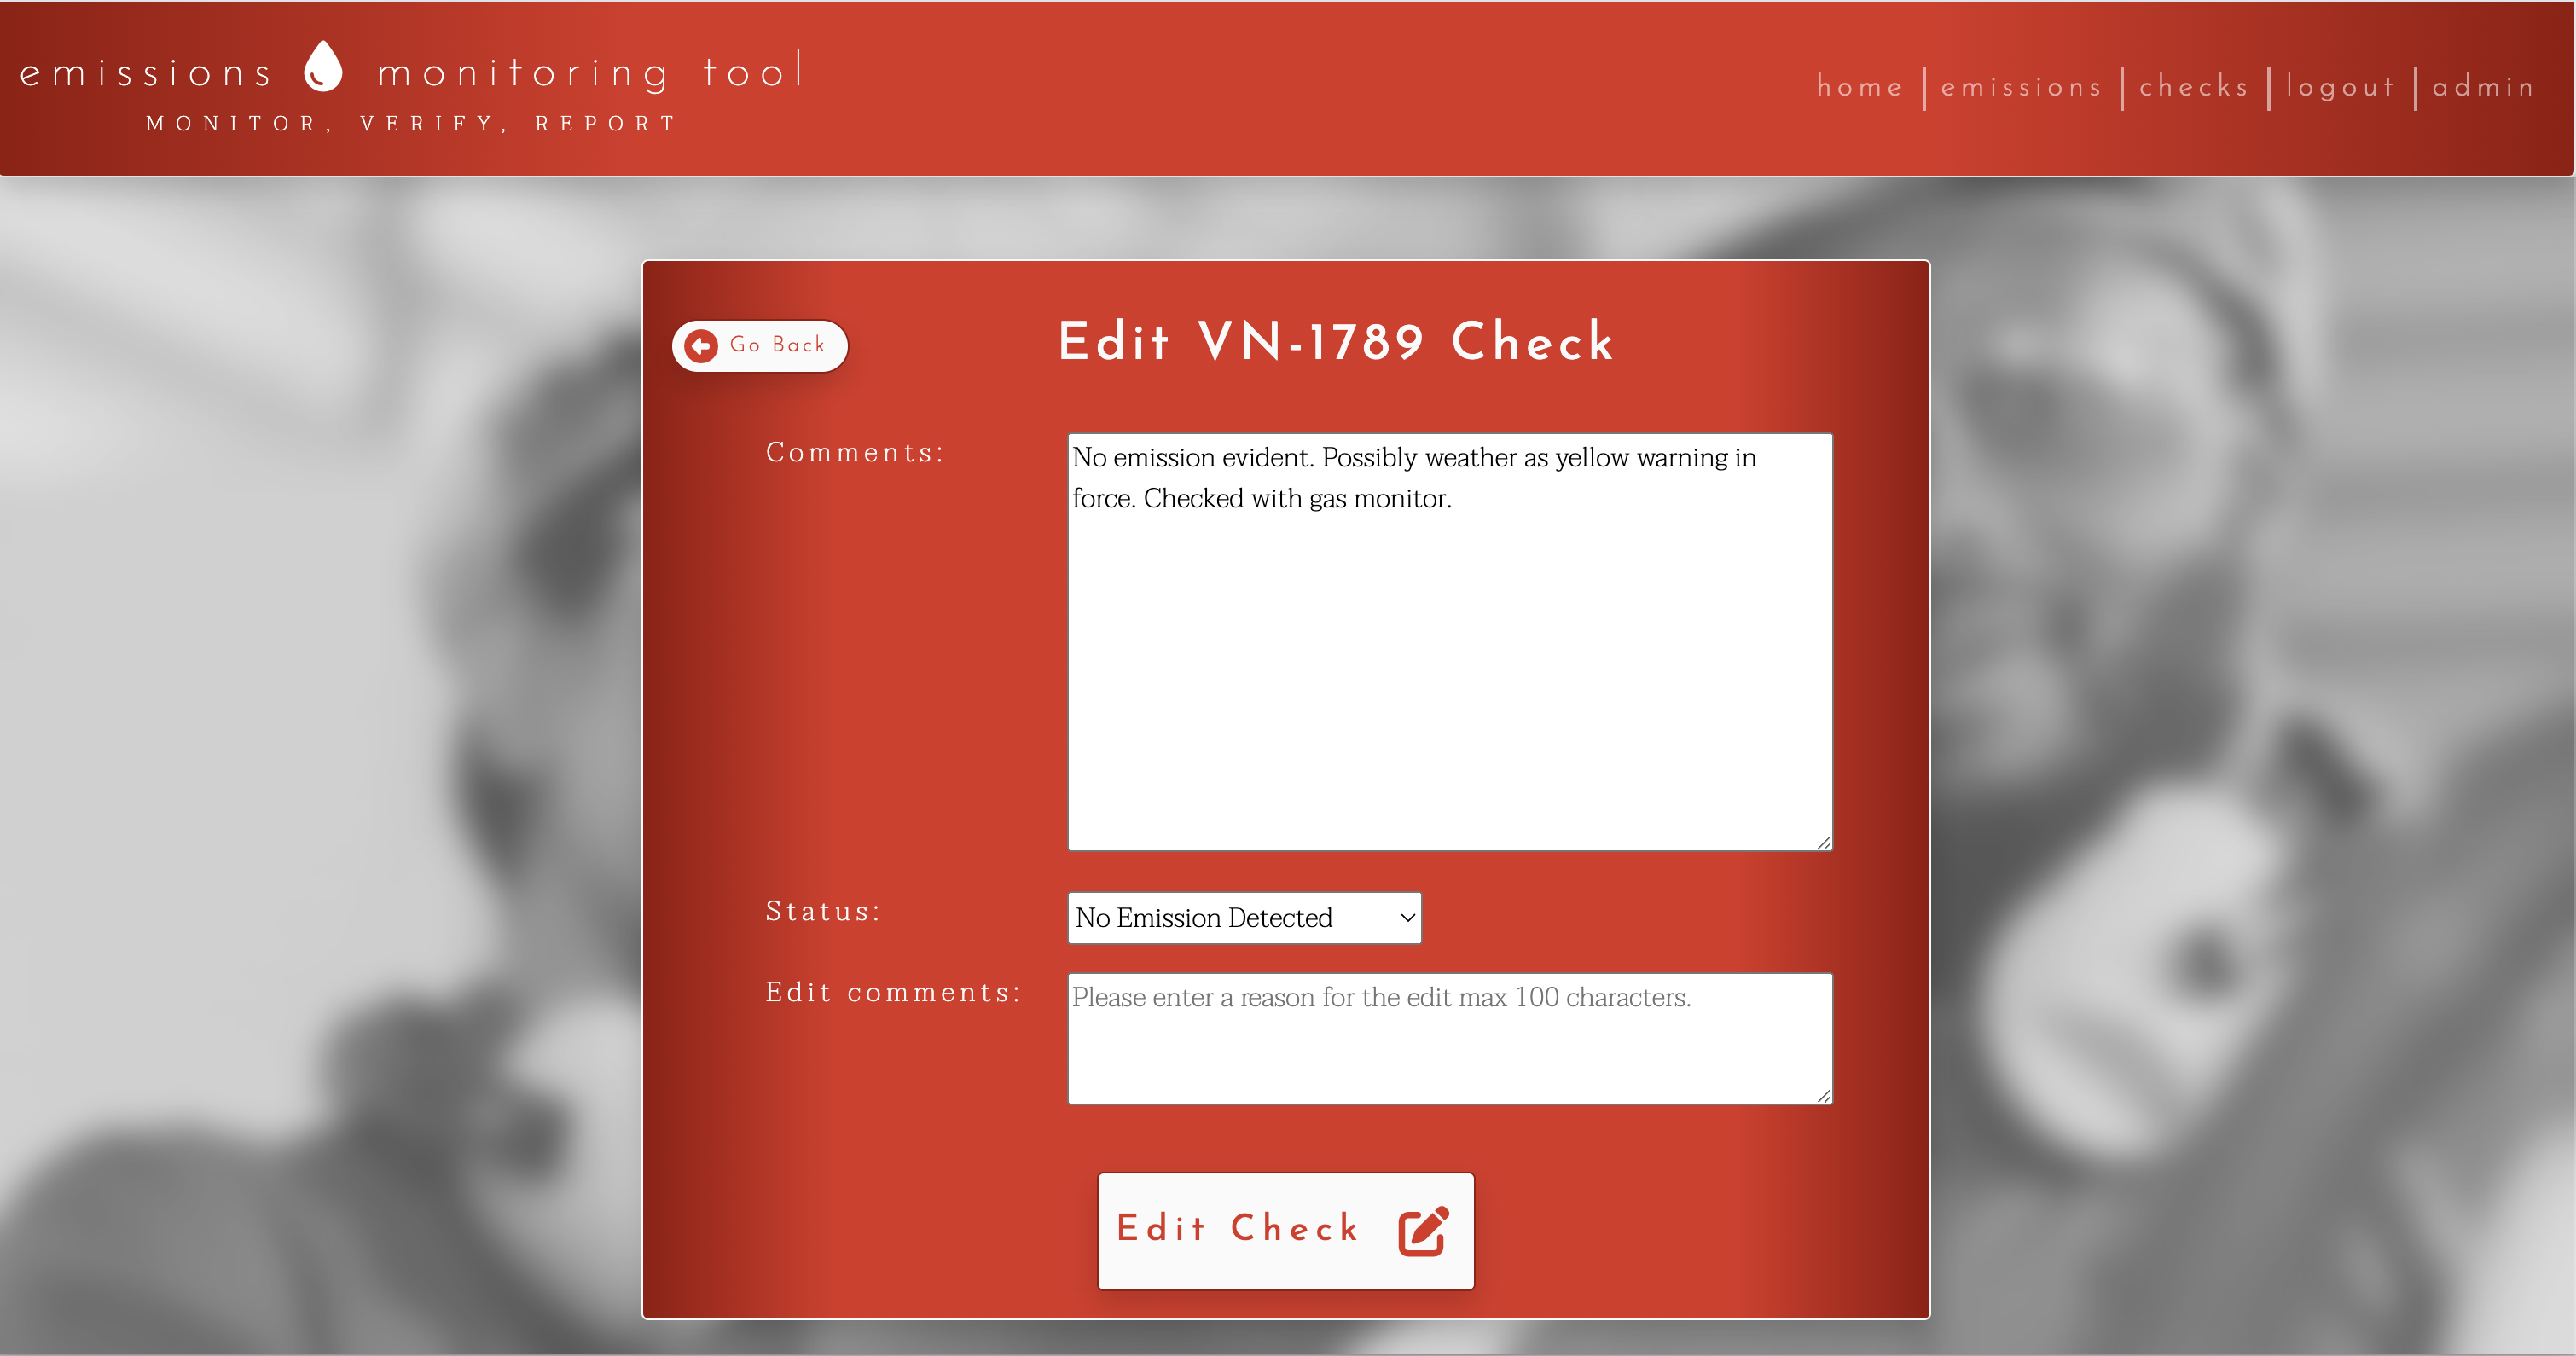 emissions monitoring tool
MONITOR, VERIFY, REPORT
home
emissions
checks
logout
admin
Go Back
Edit VN-1789 Check
Comments:
No emission evident. Possibly weather as yellow warning in
force. Checked with gas monitor.
Status:
No Emission Detected
Edit comments:
Please enter a reason for the edit max 100 characters.
Edit Check